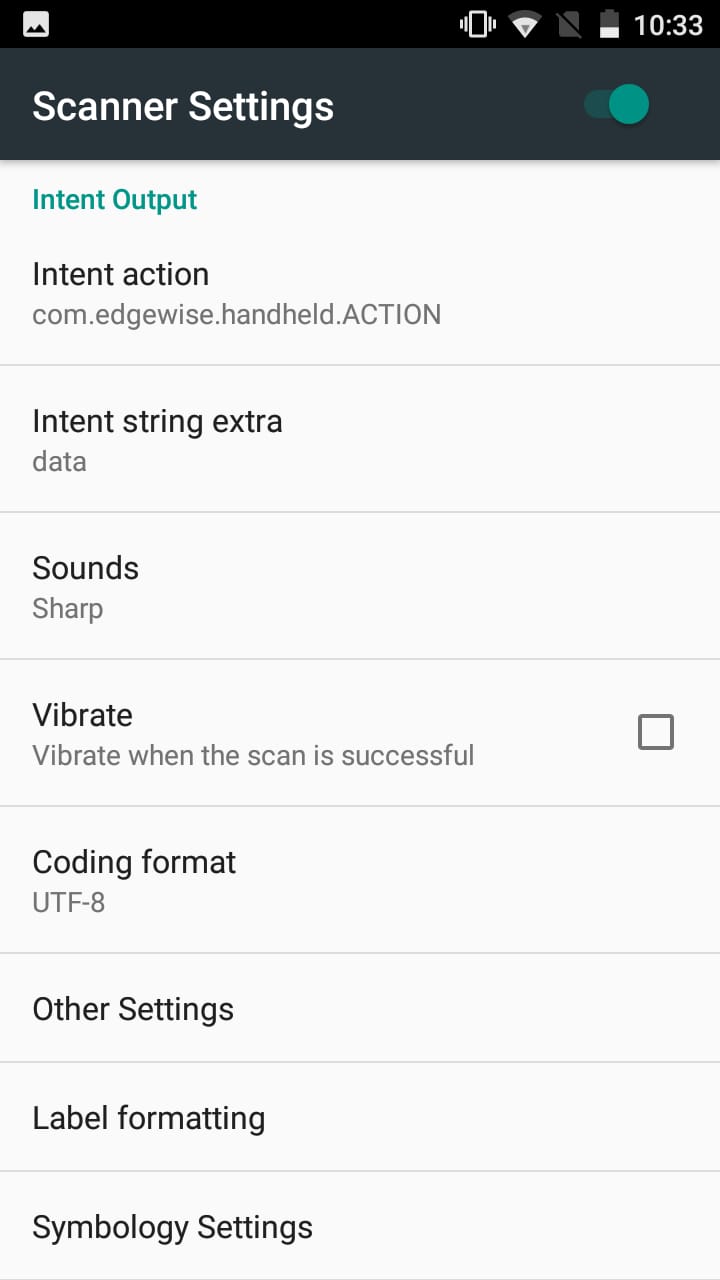 10:33
Scanner Settings
Intent Output
Intent action
com.edgewise.handheld.ACTION
Intent string extra
data
Sounds
Sharp
Vibrate
Vibrate when the scan is successful
Coding format
UTF-8
Other Settings
Label formatting
Symbology Settings